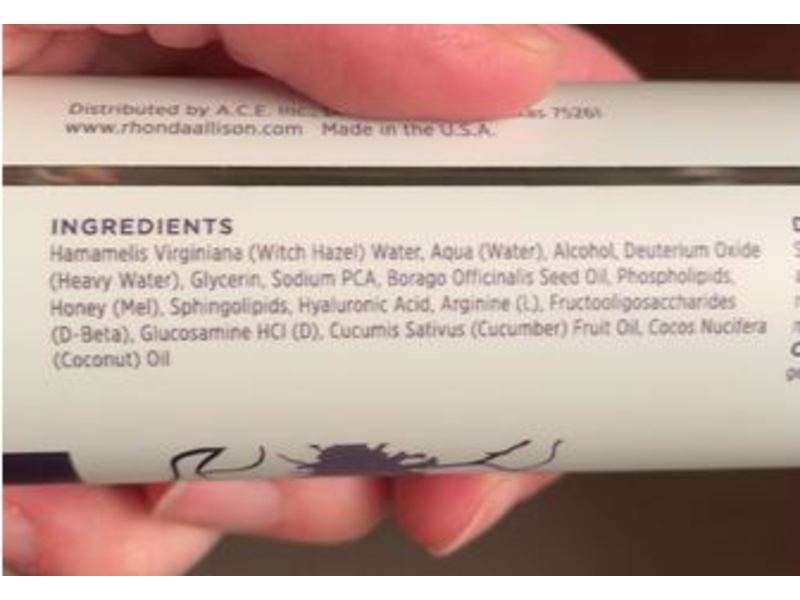 Distributed by A.C.E. Inc., 75261
www.rhondaallison.com Made in the U.S.A.
INGREDIENTS
Hamamelis Virginiana (Witch Hazel) Water, Aqua (Water), Alcohol, Deuterium Oxide
(Heavy Water), Glycerin, Sodium PCA, Borago Officinalis Seed Oil, Phospholipids,
Honey (Mel), Sphingolipids, Hyaluronic Acid, Arginine (L), Fructooligosaccharides
(D-Beta), Glucosamine HCl (D), Cucumis Sativus (Cucumber) Fruit Oil, Cocos Nucifera
(Coconut) Oil